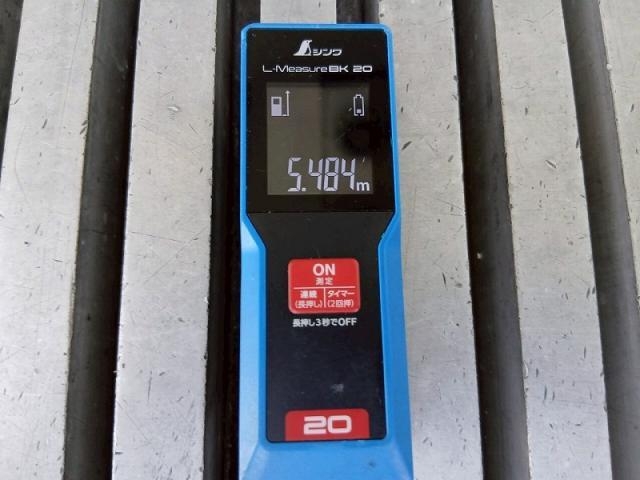 シンワ
L-Measure BK 20
5.484m
ON
測定
連続 タイマー
(長押し) (2回押)
長押し3秒でOFF
20